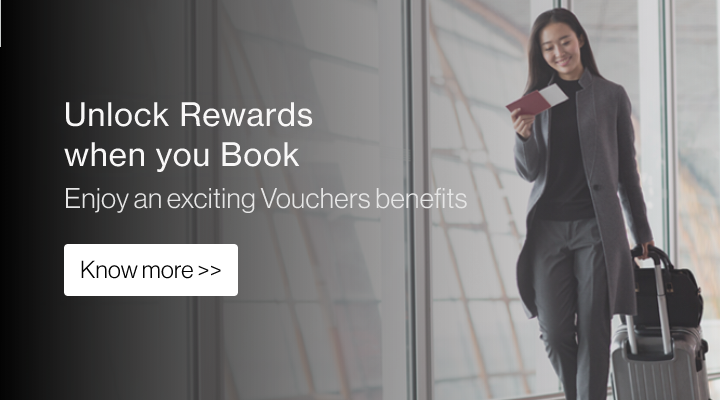 Unlock Rewards
when you Book
Enjoy an exciting Vouchers benefits
Know more >>